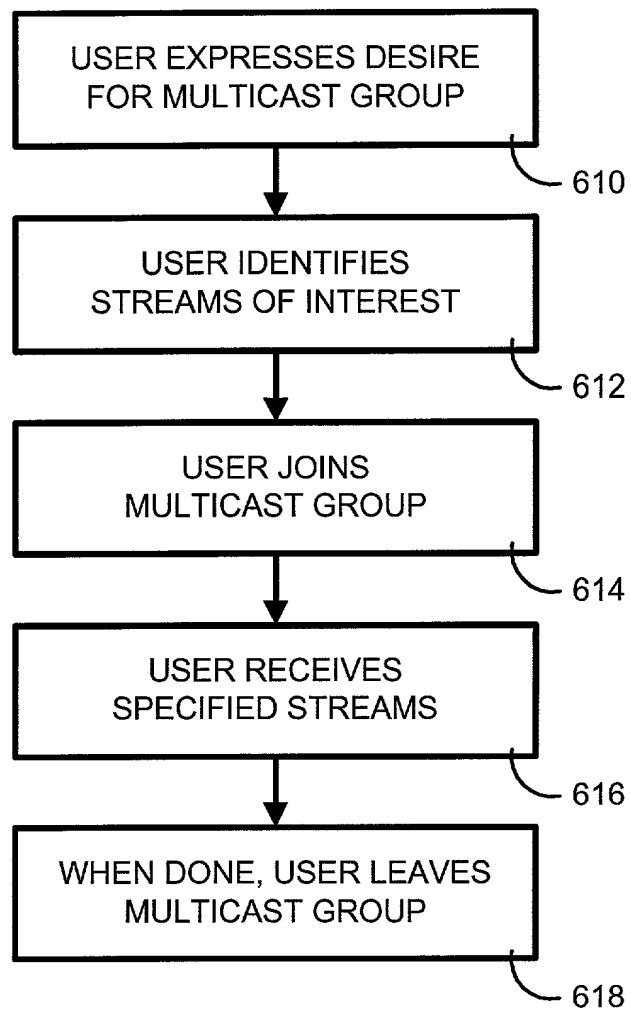 USER EXPRESSES DESIRE
FOR MULTICAST GROUP
610
USER IDENTIFIES
STREAMS OF INTEREST
612
USER JOINS
MULTICAST GROUP
614
USER RECEIVES
SPECIFIED STREAMS
616
WHEN DONE, USER LEAVES
MULTICAST GROUP
618